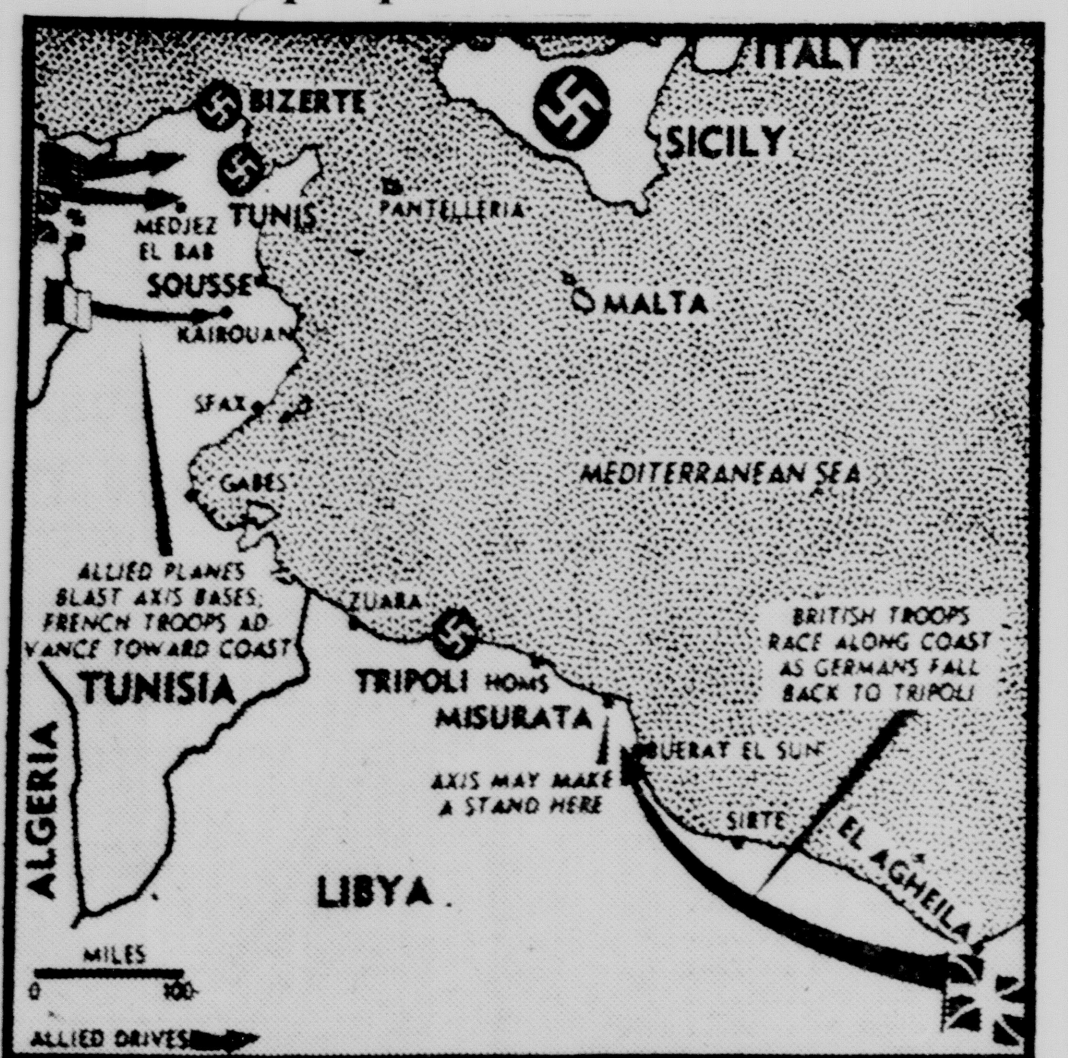 ITALY
BIZERTE
SICILY
TUNIS
PANTELLERIA
MEDJEZ
EL BAB
SOUSSE
MALTA
KAIROUAN
SFAX
MEDITERRANEAN SEA
GABES
ALLIED PLANES
BLAST AXIS BASES;
FRENCH TROOPS AD-
VANCE TOWARD COAST
TUNISIA
ZUARA
BRITISH TROOPS
RACE ALONG COAST
AS GERMANS FALL
BACK TO TRIPOLI
TRIPOLI
HOMS
MISURATA
BUERAT EL SUN
AXIS MAY MAKE
A STAND HERE
SIRTE
EL AGHEILA
ALGERIA
LIBYA
MILES
0 100
ALLIED DRIVES